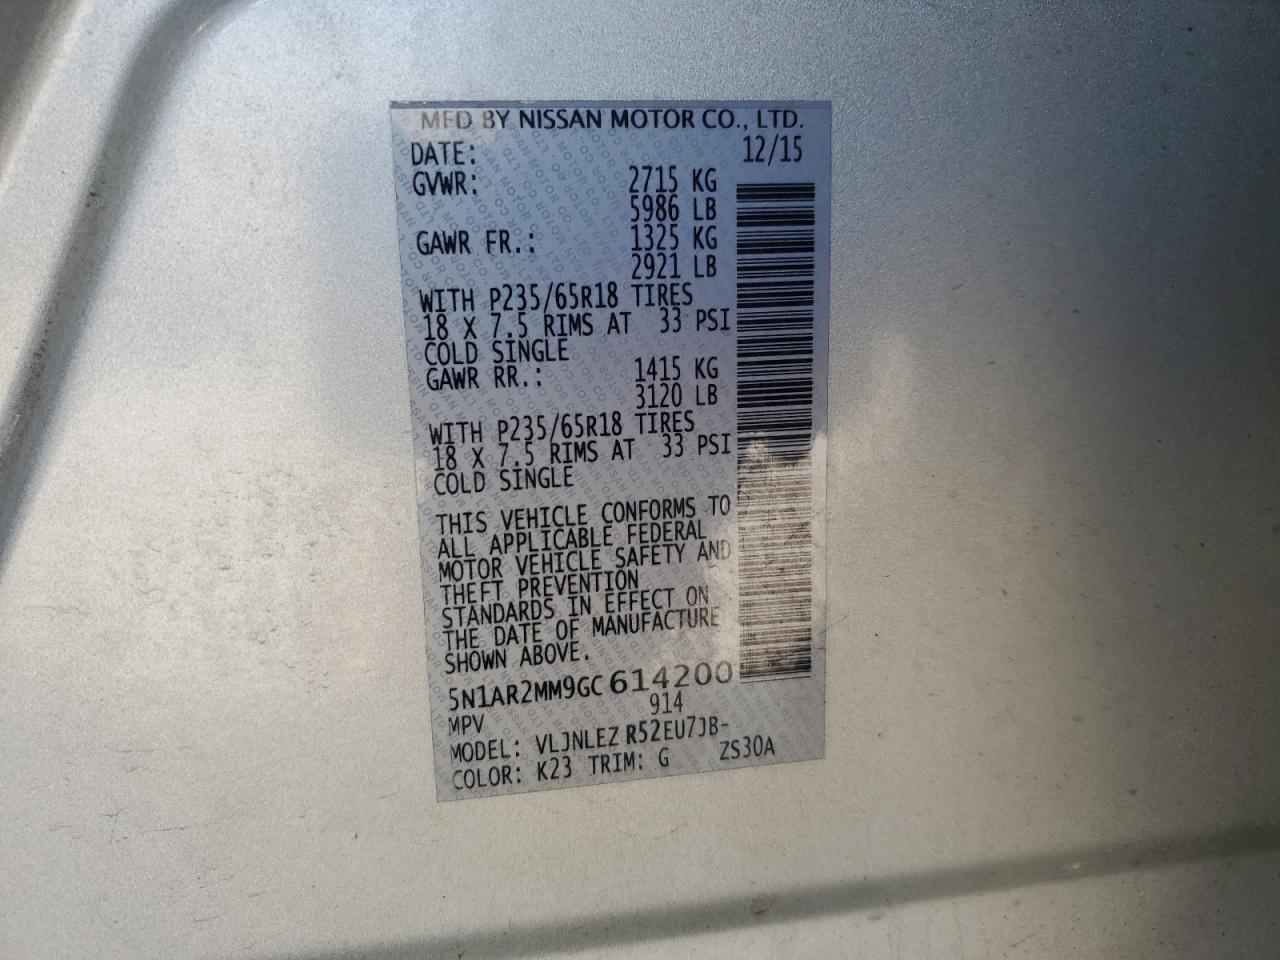 MFD BY NISSAN MOTOR CO., LTD.
DATE: 12/15
GVWR: 2715 KG
5986 LB
GAWR FR.: 1325 KG
2921 LB
WITH P235/65R18 TIRES
18 X 7.5 RIMS AT 33 PSI
COLD SINGLE
GAWR RR.: 1415 KG
3120 LB
WITH P235/65R18 TIRES
18 X 7.5 RIMS AT 33 PSI
COLD SINGLE
THIS VEHICLE CONFORMS TO
ALL APPLICABLE FEDERAL
MOTOR VEHICLE SAFETY AND
THEFT PREVENTION
STANDARDS IN EFFECT ON
THE DATE OF MANUFACTURE
SHOWN ABOVE.
5N1AR2MM9GC614200
MPV 914
MODEL: VLJNLEZ R52EU7JB-
COLOR: K23 TRIM: G ZS30A